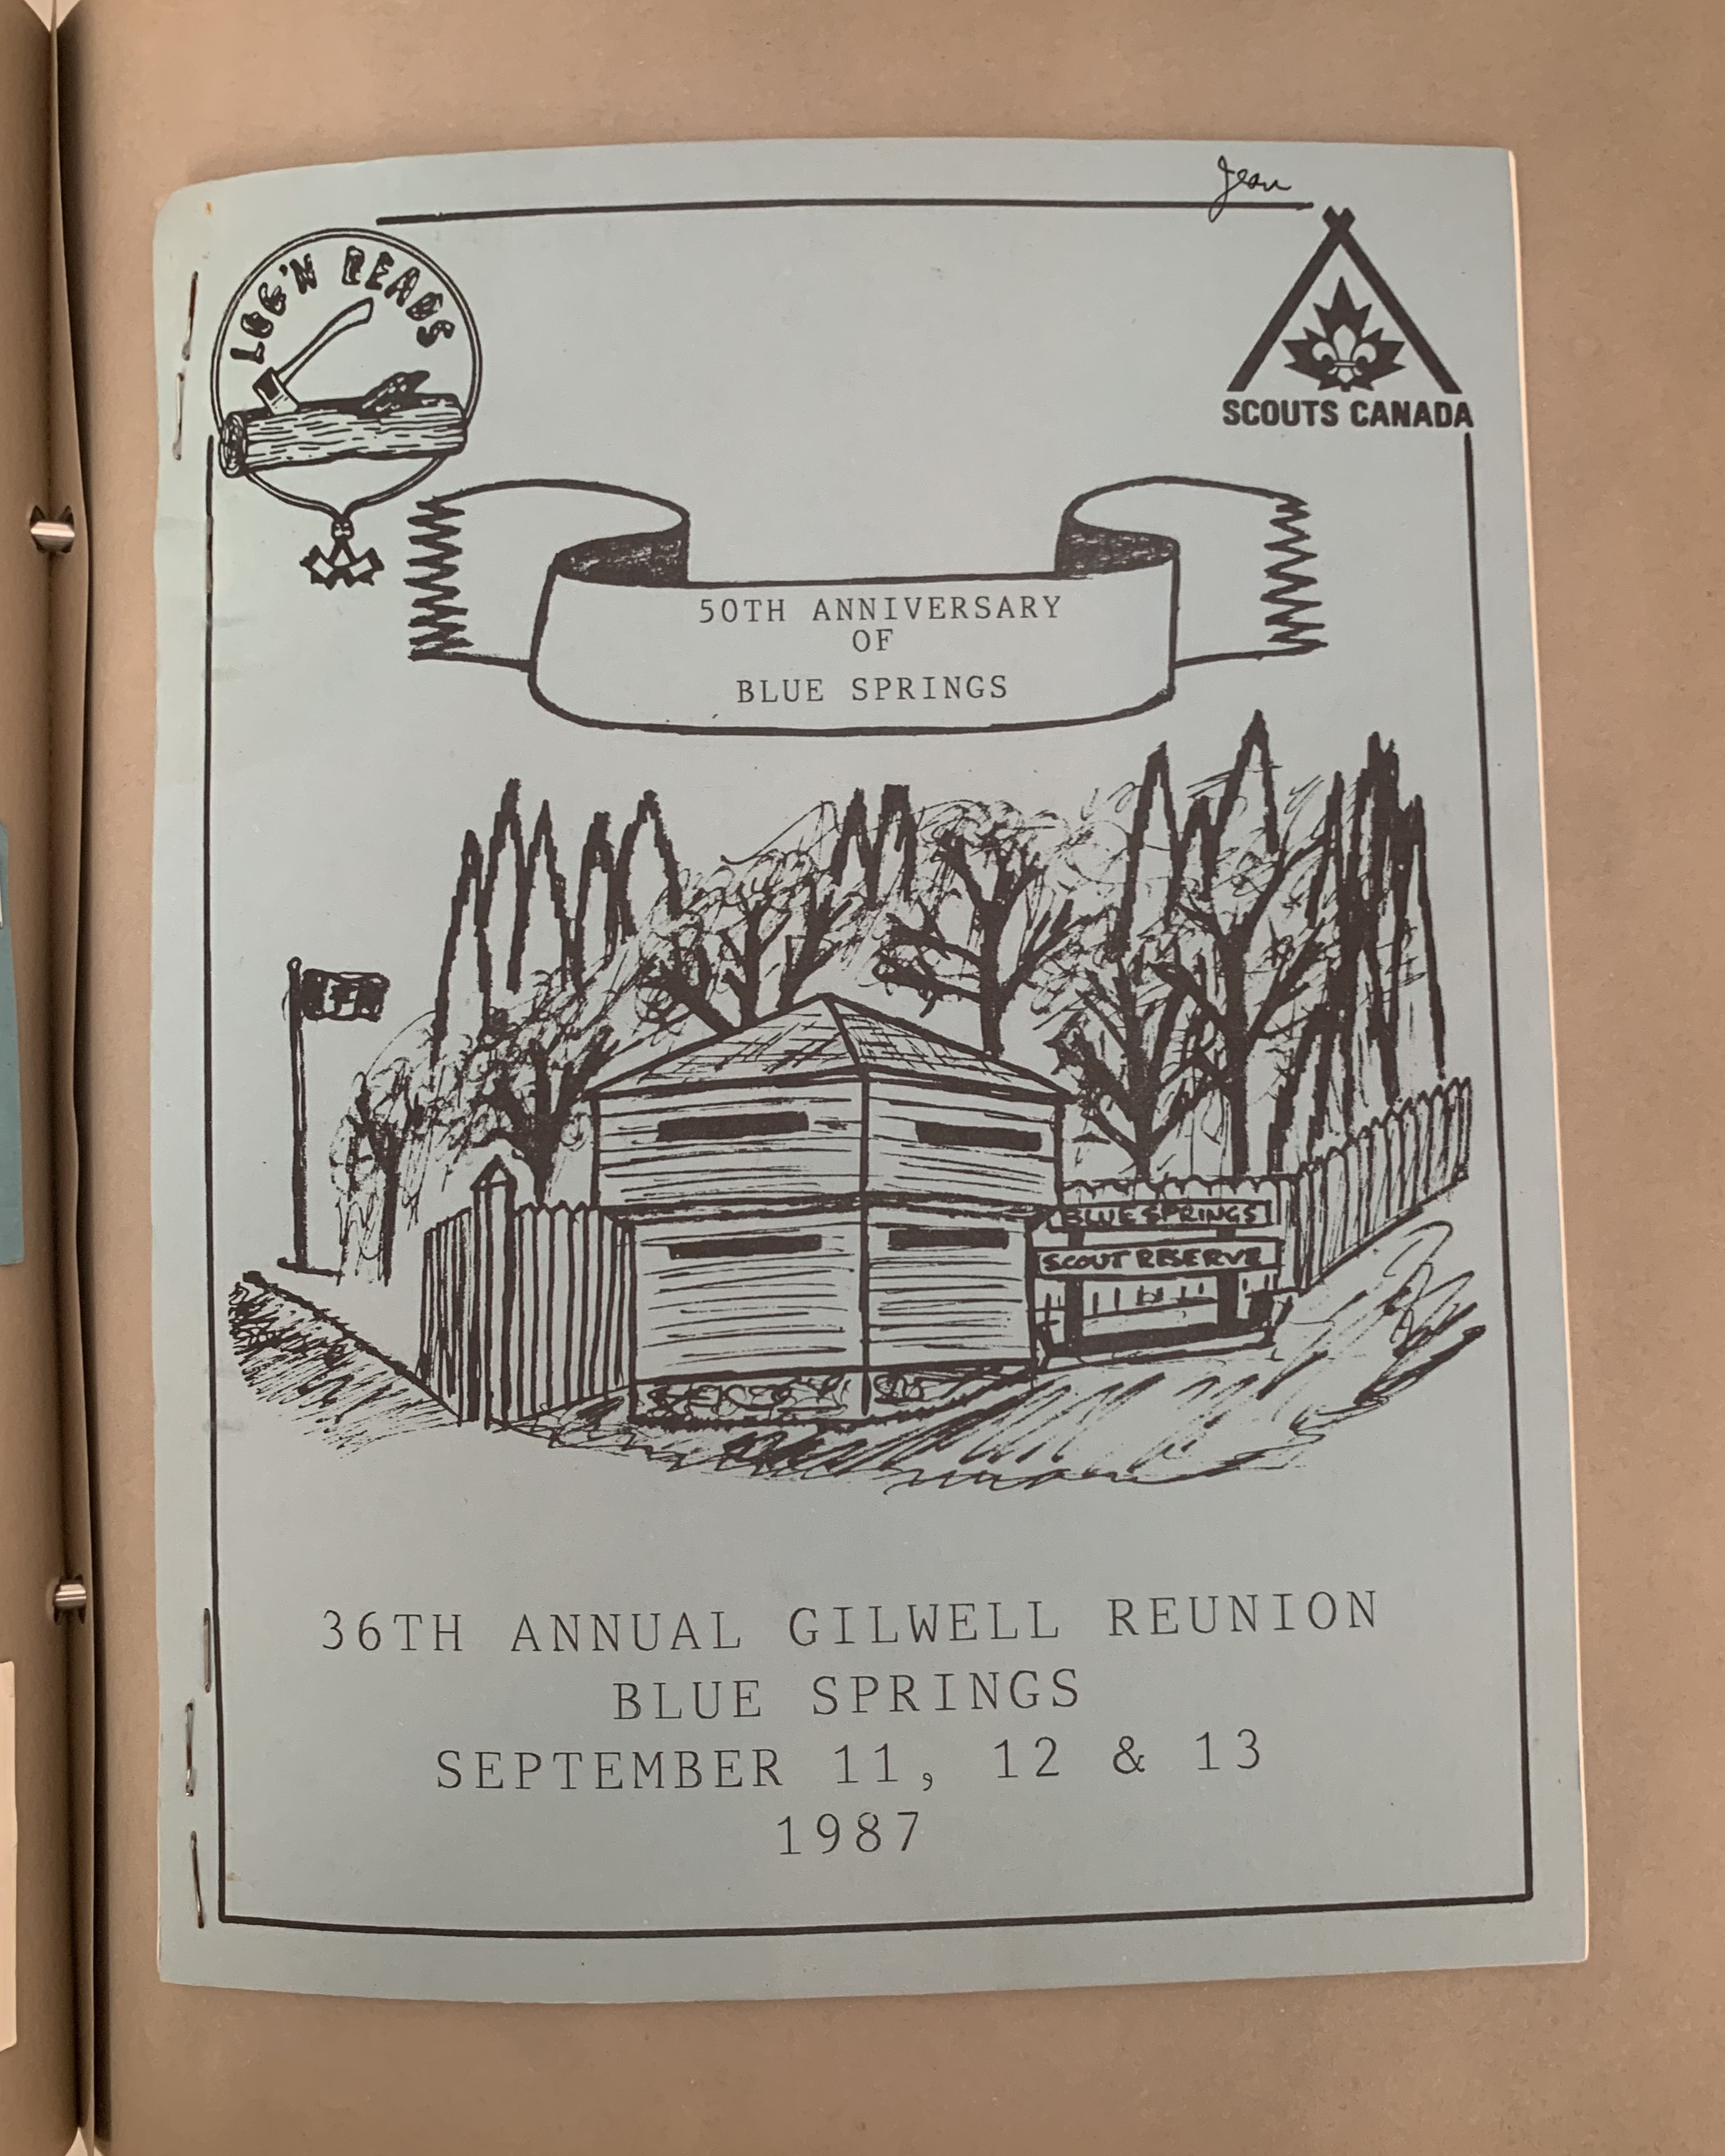 Jean
LOG'N BEADS
SCOUTS CANADA
50TH ANNIVERSARY
OF
BLUE SPRINGS
BLUE SPRINGS
SCOUT RESERVE
36TH ANNUAL GILWELL REUNION
BLUE SPRINGS
SEPTEMBER 11, 12 & 13
1987